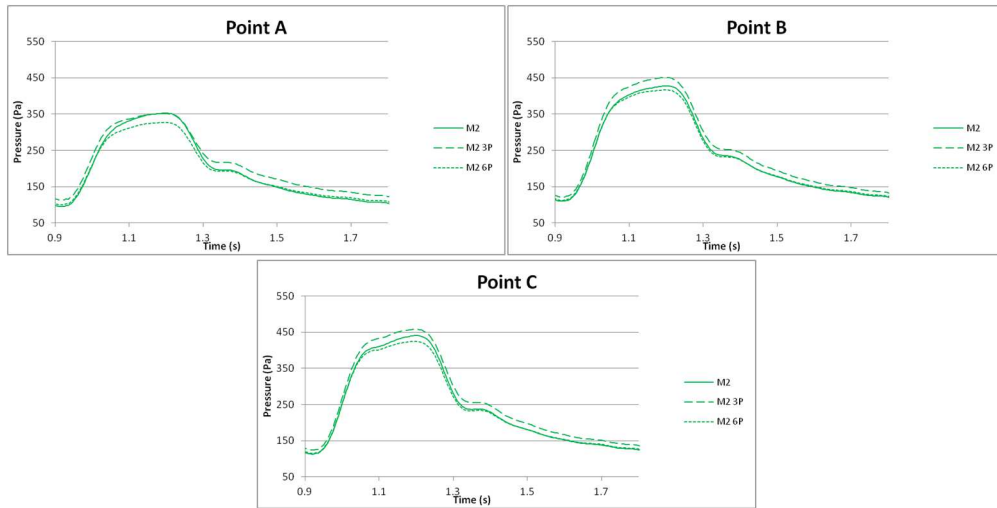 Point A
550
450
350
250
150
50
Pressure (Pa)
0.9
1.1
1.3
1.5
1.7
Time (s)
M2
M2 3P
M2 6P
Point B
550
450
350
250
150
50
Pressure (Pa)
0.9
1.1
1.3
1.5
1.7
Time (s)
M2
M2 3P
M2 6P
Point C
550
450
350
250
150
50
Pressure (Pa)
0.9
1.1
1.3
1.5
1.7
Time (s)
M2
M2 3P
M2 6P